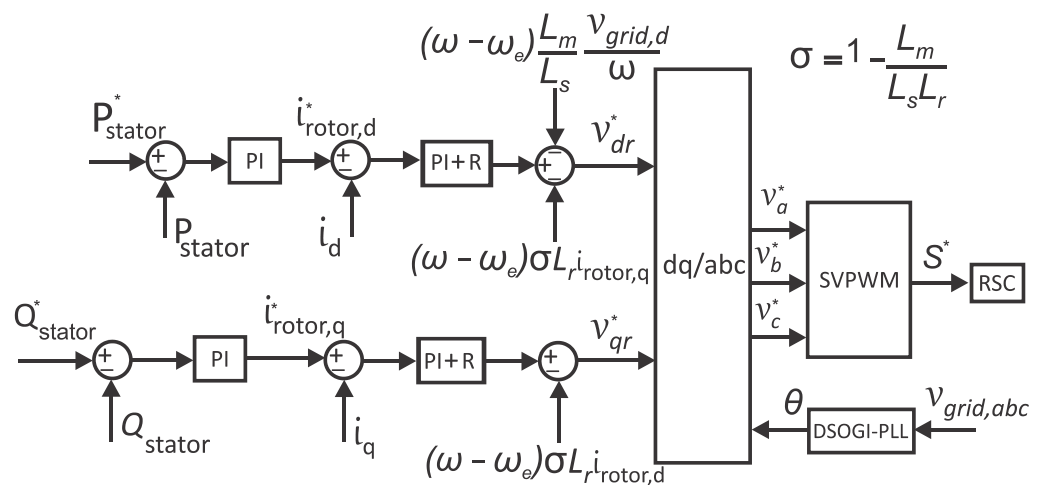 (ω − ωe) Lm/Ls vgrid,d/ω
σ = 1 - Lm/LsLr
P*stator
i*rotor,d
v*dr
+
−
PI
+
−
PI+R
+
−
−
Pstator
id
(ω − ωe)σLr irotor,q
dq/abc
v*a
v*b
v*c
SVPWM
S*
RSC
Q*stator
i*rotor,q
v*qr
+
−
PI
+
−
PI+R
+
−
Qstator
iq
(ω − ωe)σLr irotor,d
θ
DSOGI-PLL
vgrid,abc